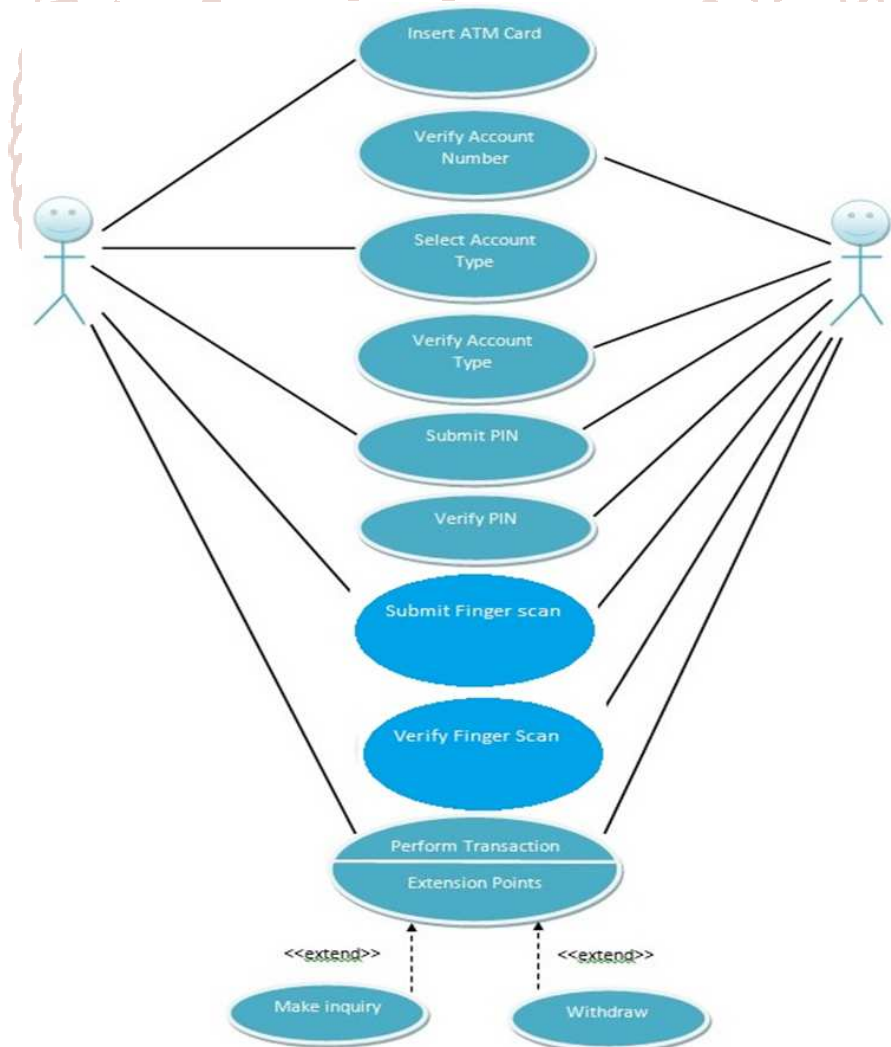 Insert ATM Card
Verify Account
Number
Select Account
Type
Verify Account
Type
Submit PIN
Verify PIN
Submit Finger scan
Verify Finger Scan
Perform Transaction
Extension Points
<<extend>>
<<extend>>
Make inquiry
Withdraw